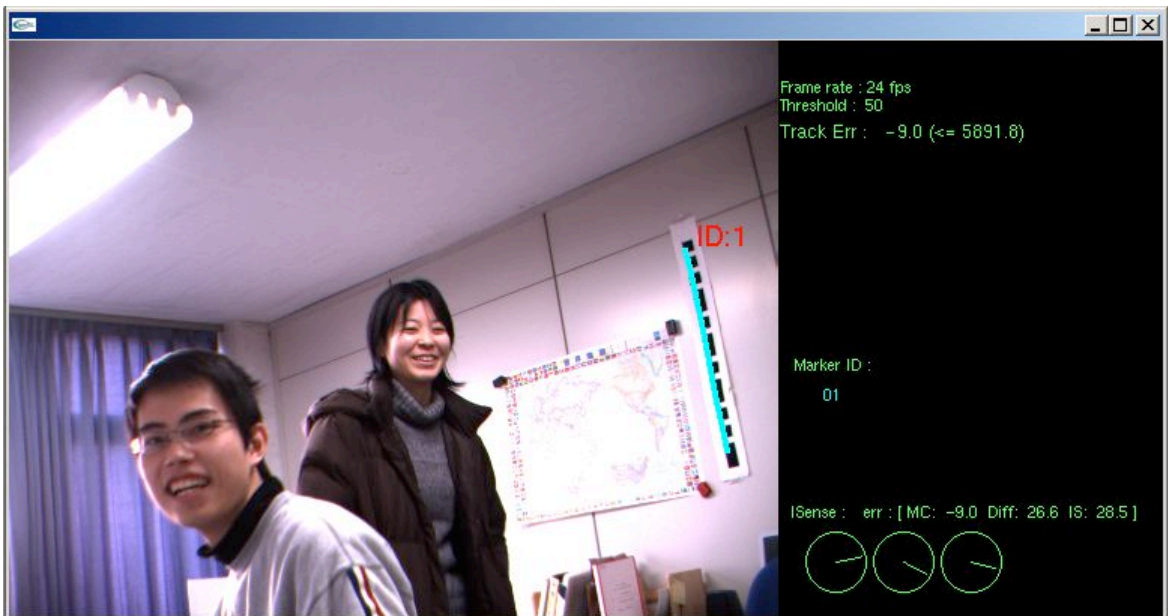 ID:1
Frame rate : 24 fps
Threshold : 50
Track Err : -9.0 (<= 5891.8)
Marker ID :
01
ISense : err : [ MC: -9.0 Diff: 26.6 IS: 28.5 ]